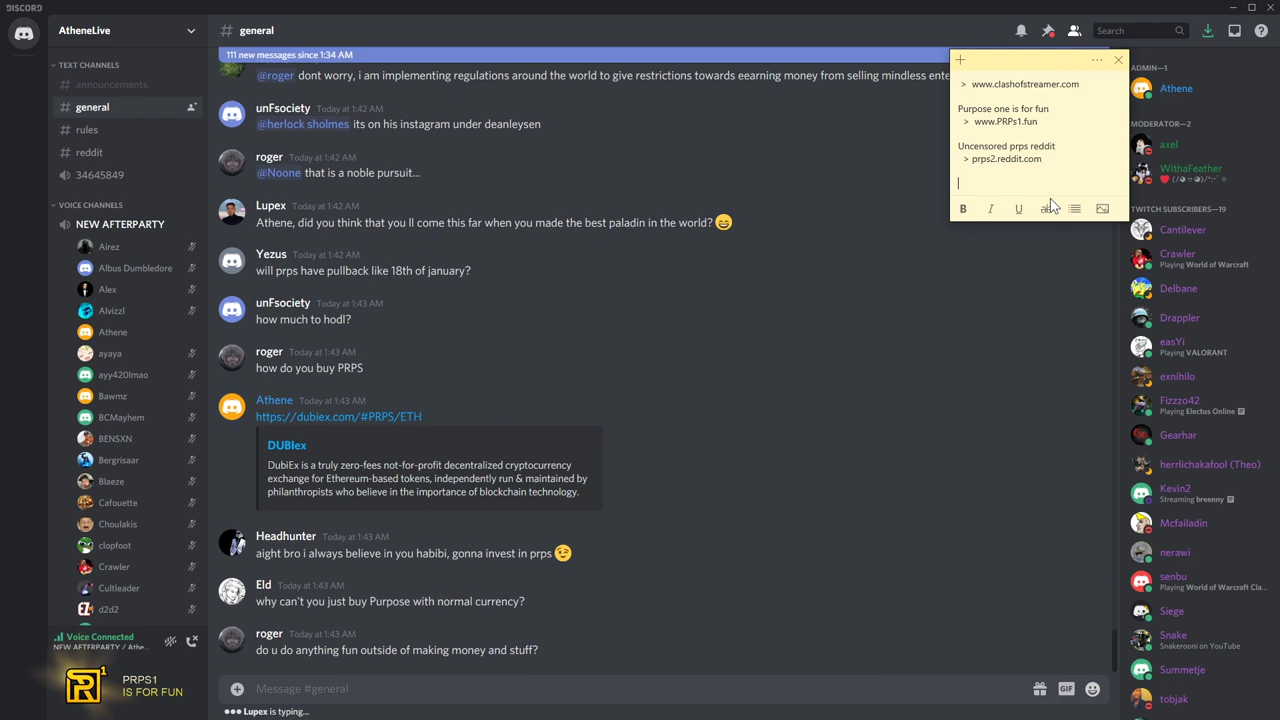 DISCORD
AtheneLive
general
Search
TEXT CHANNELS
announcements
general
rules
reddit
34645849
VOICE CHANNELS
NEW AFTERPARTY
Airez
Albus Dumbledore
Alex
Alvizzl
Athene
ayaya
ayy420lmao
Bawmz
BCMayhem
BENSXN
Bergrisaar
Blaeze
Cafouette
Choulakis
clopfoot
Crawler
Cultleader
d2d2
Voice Connected
NEW AFTERPARTY / Athe...
PRPS1
IS FOR FUN
111 new messages since 1:34 AM
@roger dont worry, i am implementing regulations around the world to give restrictions towards eearning money from selling mindless ente
unFsociety Today at 1:42 AM
@herlock sholmes its on his instagram under deanleysen
roger Today at 1:42 AM
@Noone that is a noble pursuit...
Lupex Today at 1:42 AM
Athene, did you think that you ll come this far when you made the best paladin in the world? 😄
Yezus Today at 1:42 AM
will prps have pullback like 18th of january?
unFsociety Today at 1:43 AM
how much to hodl?
roger Today at 1:43 AM
how do you buy PRPS
Athene Today at 1:43 AM
https://dubiex.com/#PRPS/ETH
DUBIex
DubiEx is a truly zero-fees not-for-profit decentralized cryptocurrency
exchange for Ethereum-based tokens, independently run & maintained by
philanthropists who believe in the importance of blockchain technology.
Headhunter Today at 1:43 AM
aight bro i always believe in you habibi, gonna invest in prps 😉
Eld Today at 1:43 AM
why can't you just buy Purpose with normal currency?
roger Today at 1:43 AM
do u do anything fun outside of making money and stuff?
Message #general
GIF
Lupex is typing...
> www.clashofstreamer.com
Purpose one is for fun
> www.PRPs1.fun
Uncensored prps reddit
> prps2.reddit.com
B I U ab
ADMIN—1
Athene
MODERATOR—2
axel
WithaFeather
TWITCH SUBSCRIBERS—19
Cantilever
Crawler
Playing World of Warcraft
Delbane
Drappler
easYi
Playing VALORANT
exnihilo
Fizzzo42
Playing Electus Online
Gearhar
herrlichakafool (Theo)
Kevin2
Streaming breenny
Mcfailadin
nerawi
senbu
Playing World of Warcraft Cla...
Siege
Snake
Snakerooni on YouTube
Summetje
tobjak